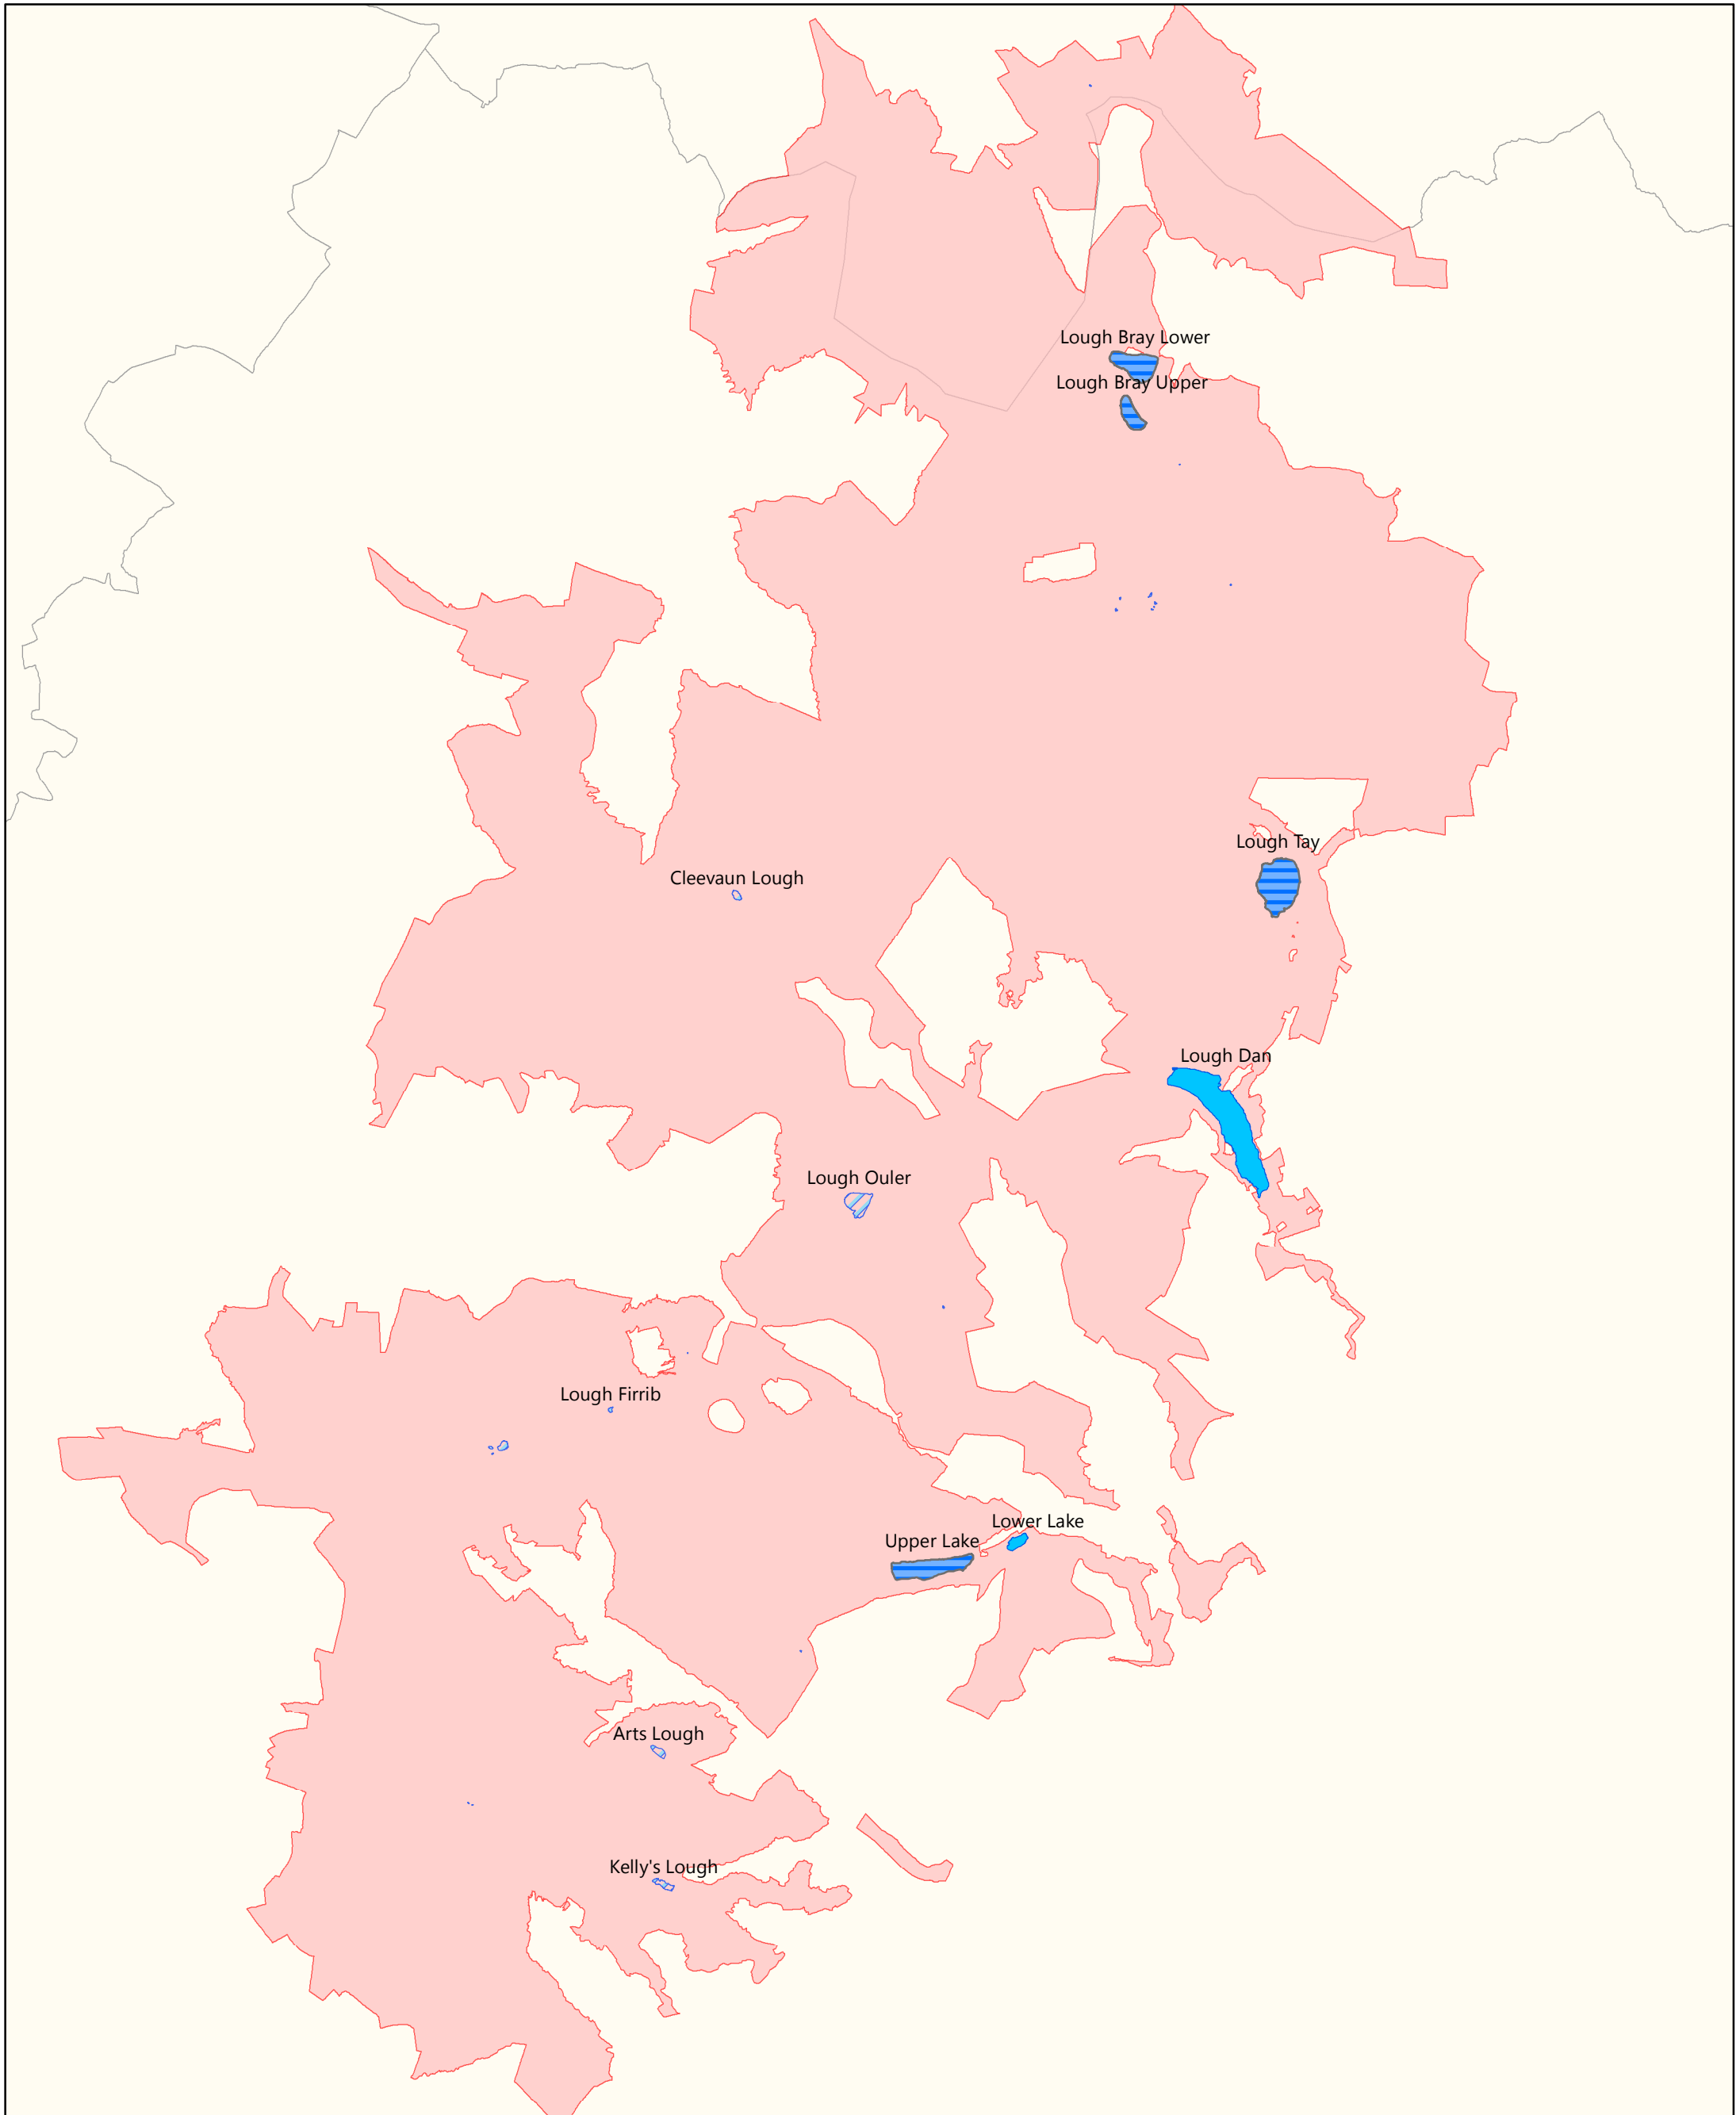 Lough Bray Lower
Lough Bray Upper
Lough Tay
Cleevaun Lough
Lough Dan
Lough Ouler
Lough Firrib
Lower Lake
Upper Lake
Arts Lough
Kelly's Lough